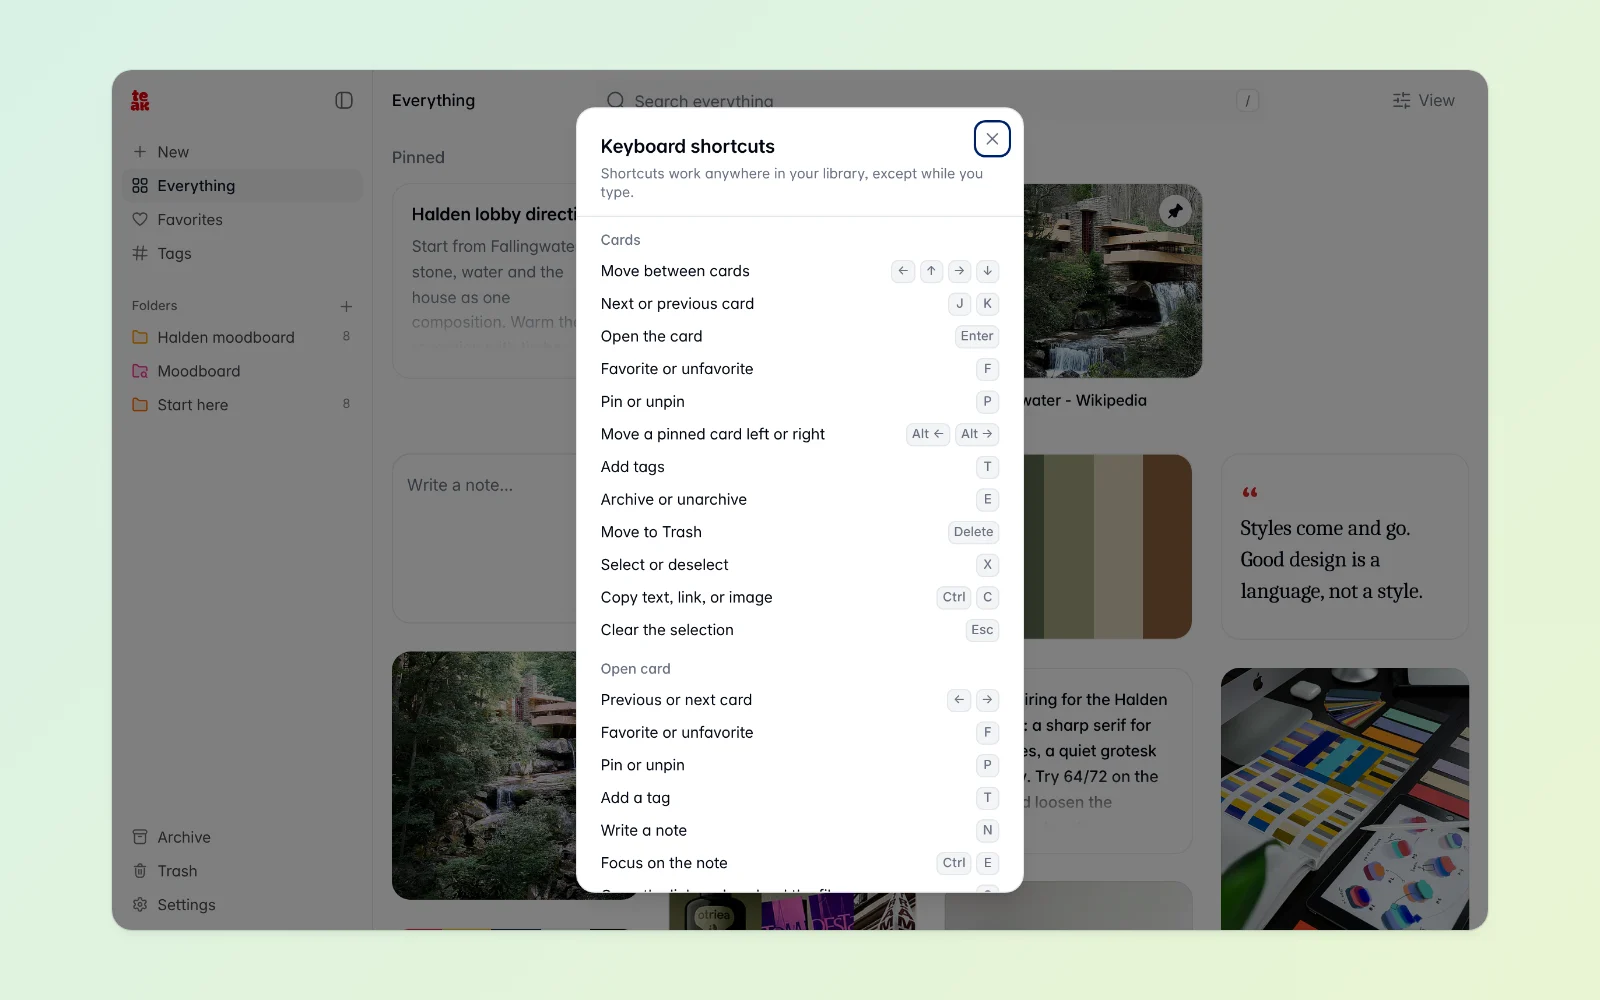 te
ak
Everything
Search everything
/
View
New
Everything
Favorites
Tags
Folders
Halden moodboard 8
Moodboard
Start here 8
Archive
Trash
Settings
Pinned
Halden lobby directi
Start from Fallingwate
stone, water and the
house as one
composition. Warm th
Write a note...
water - Wikipedia
“
Styles come and go.
Good design is a
language, not a style.
iring for the Halden
: a sharp serif for
es, a quiet grotesk
y. Try 64/72 on the
d loosen the
otriea
Keyboard shortcuts
Shortcuts work anywhere in your library, except while you
type.
Cards
Move between cards ← ↑ → ↓
Next or previous card J K
Open the card Enter
Favorite or unfavorite F
Pin or unpin P
Move a pinned card left or right Alt ← Alt →
Add tags T
Archive or unarchive E
Move to Trash Delete
Select or deselect X
Copy text, link, or image Ctrl C
Clear the selection Esc
Open card
Previous or next card ← →
Favorite or unfavorite F
Pin or unpin P
Add a tag T
Write a note N
Focus on the note Ctrl E